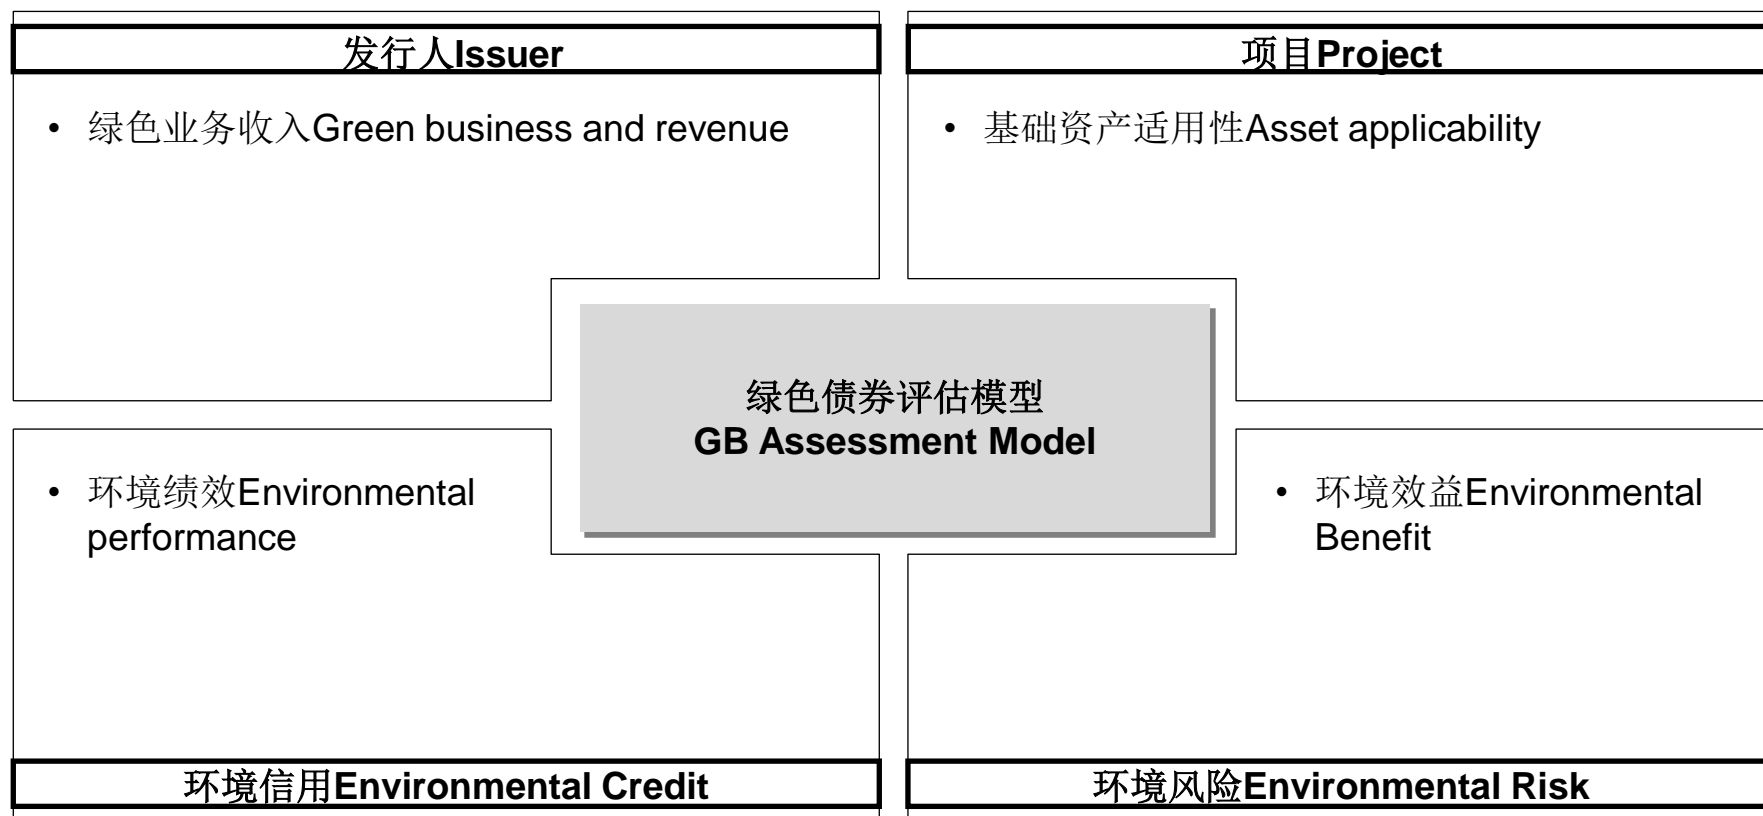 发行人Issuer
项目Project
• 绿色业务收入Green business and revenue
• 基础资产适用性Asset applicability
绿色债券评估模型
GB Assessment Model
• 环境绩效Environmental
performance
• 环境效益Environmental
Benefit
环境信用Environmental Credit
环境风险Environmental Risk